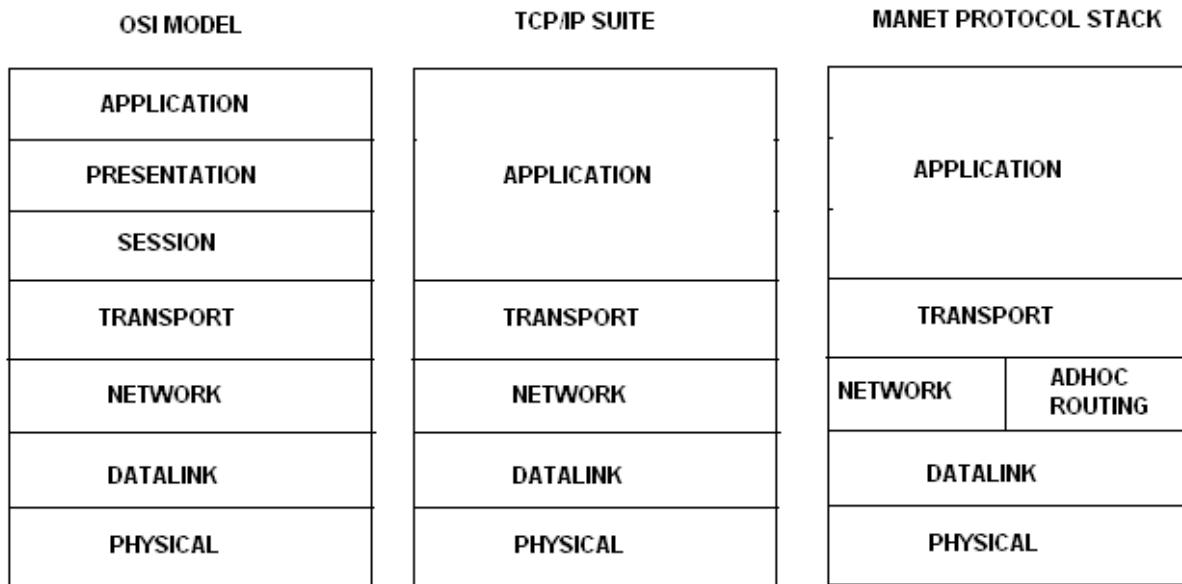 OSI MODEL
TCP/IP SUITE
MANET PROTOCOL STACK
APPLICATION
PRESENTATION
SESSION
TRANSPORT
NETWORK
DATALINK
PHYSICAL
APPLICATION
TRANSPORT
NETWORK
DATALINK
PHYSICAL
APPLICATION
TRANSPORT
NETWORK
ADHOC
ROUTING
DATALINK
PHYSICAL